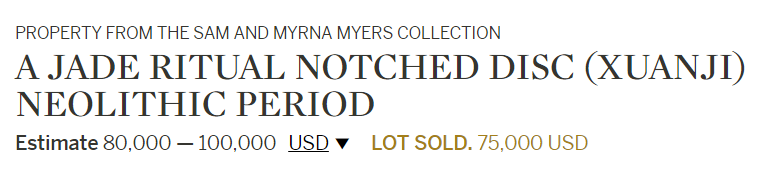 PROPERTY FROM THE SAM AND MYRNA MYERS COLLECTION
A JADE RITUAL NOTCHED DISC (XUANJI)
NEOLITHIC PERIOD
Estimate 80,000 — 100,000 USD ▼ LOT SOLD. 75,000 USD